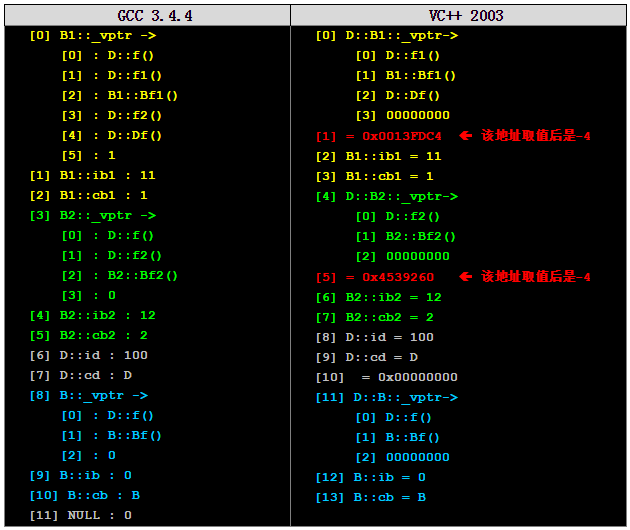 GCC 3.4.4
[0] B1::_vptr ->
[0] : D::f()
[1] : D::f1()
[2] : B1::Bf1()
[3] : D::f2()
[4] : D::Df()
[5] : 1
[1] B1::ib1 : 11
[2] B1::cb1 : 1
[3] B2::_vptr ->
[0] : D::f()
[1] : D::f2()
[2] : B2::Bf2()
[3] : 0
[4] B2::ib2 : 12
[5] B2::cb2 : 2
[6] D::id : 100
[7] D::cd : D
[8] B::_vptr ->
[0] : D::f()
[1] : B::Bf()
[2] : 0
[9] B::ib : 0
[10] B::cb : B
[11] NULL : 0
VC++ 2003
[0] D::B1::_vptr->
[0] D::f1()
[1] B1::Bf1()
[2] D::Df()
[3] 00000000
[1] = 0x0013FDC4 ← 该地址取值后是-4
[2] B1::ib1 = 11
[3] B1::cb1 = 1
[4] D::B2::_vptr->
[0] D::f2()
[1] B2::Bf2()
[2] 00000000
[5] = 0x4539260 ← 该地址取值后是-4
[6] B2::ib2 = 12
[7] B2::cb2 = 2
[8] D::id = 100
[9] D::cd = D
[10] = 0x00000000
[11] D::B::_vptr->
[0] D::f()
[1] B::Bf()
[2] 00000000
[12] B::ib = 0
[13] B::cb = B